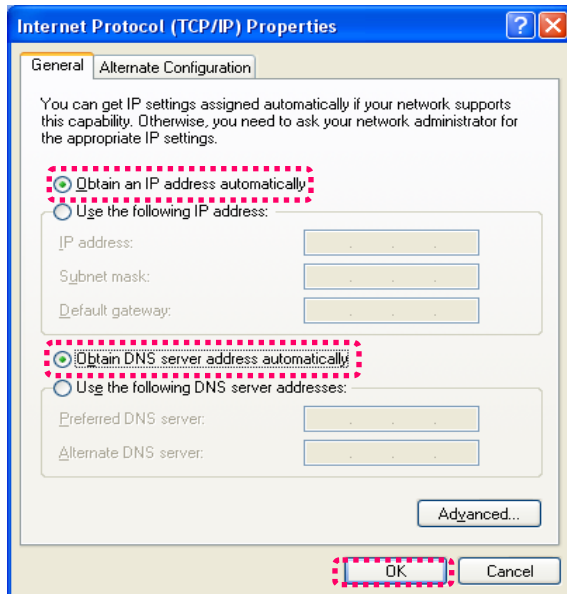 Internet Protocol (TCP/IP) Properties
General Alternate Configuration
You can get IP settings assigned automatically if your network supports
this capability. Otherwise, you need to ask your network administrator for
the appropriate IP settings.
Obtain an IP address automatically
Use the following IP address:
IP address:
Subnet mask:
Default gateway:
Obtain DNS server address automatically
Use the following DNS server addresses:
Preferred DNS server:
Alternate DNS server:
Advanced...
OK Cancel